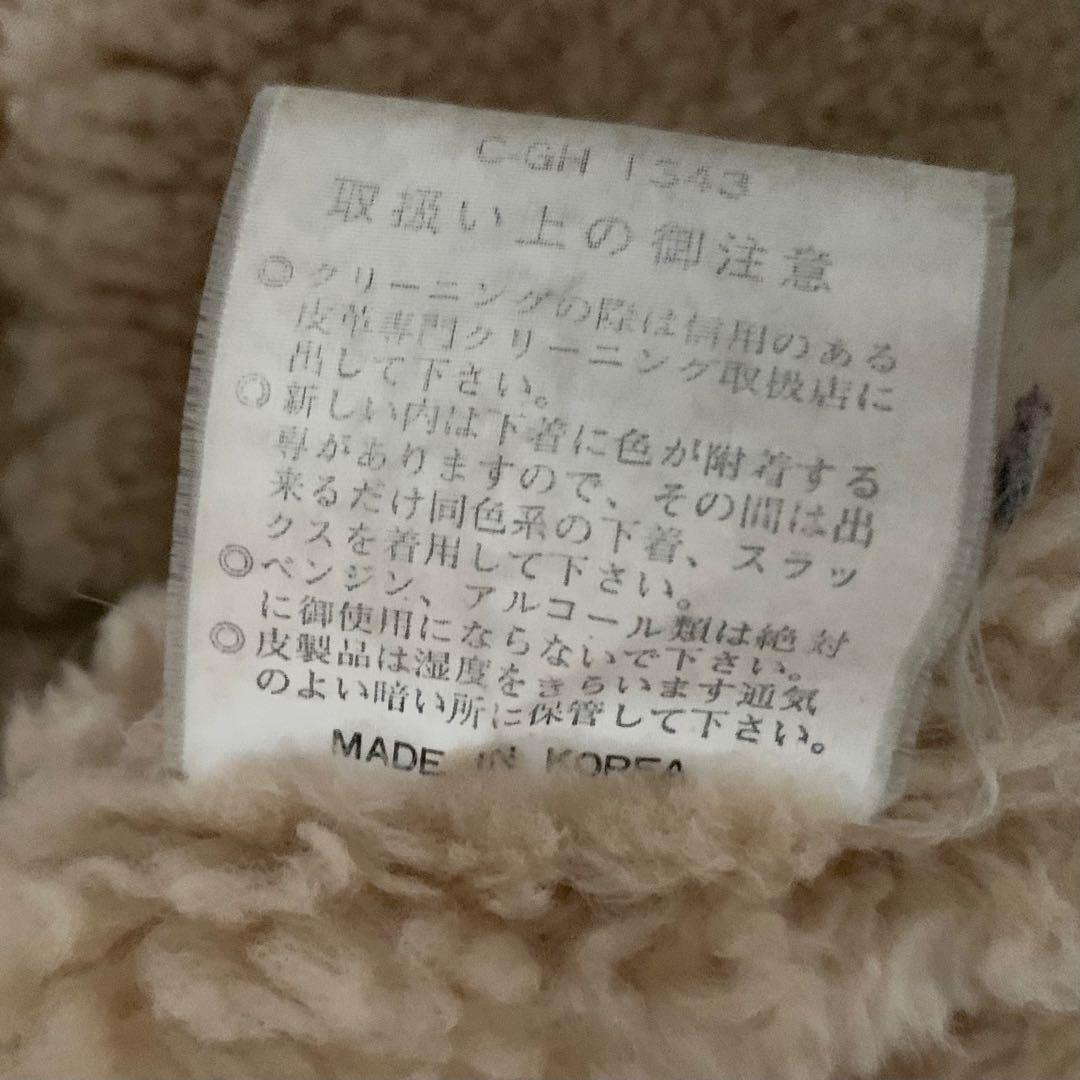 C-GH 1343
取扱い上の御注意
◎クリーニングの際は信用のある
皮革専門クリーニング取扱店に
出して下さい。
◎新しい内は下着に色が附着する
専がありますので、その間は出
来るだけ同色系の下着、スラッ
クスを着用して下さい。
◎ベンジン、アルコール類は絶対
に御使用にならないで下さい。
◎皮製品は湿度をきらいます通気
のよい暗い所に保管して下さい。
MADE IN KOREA